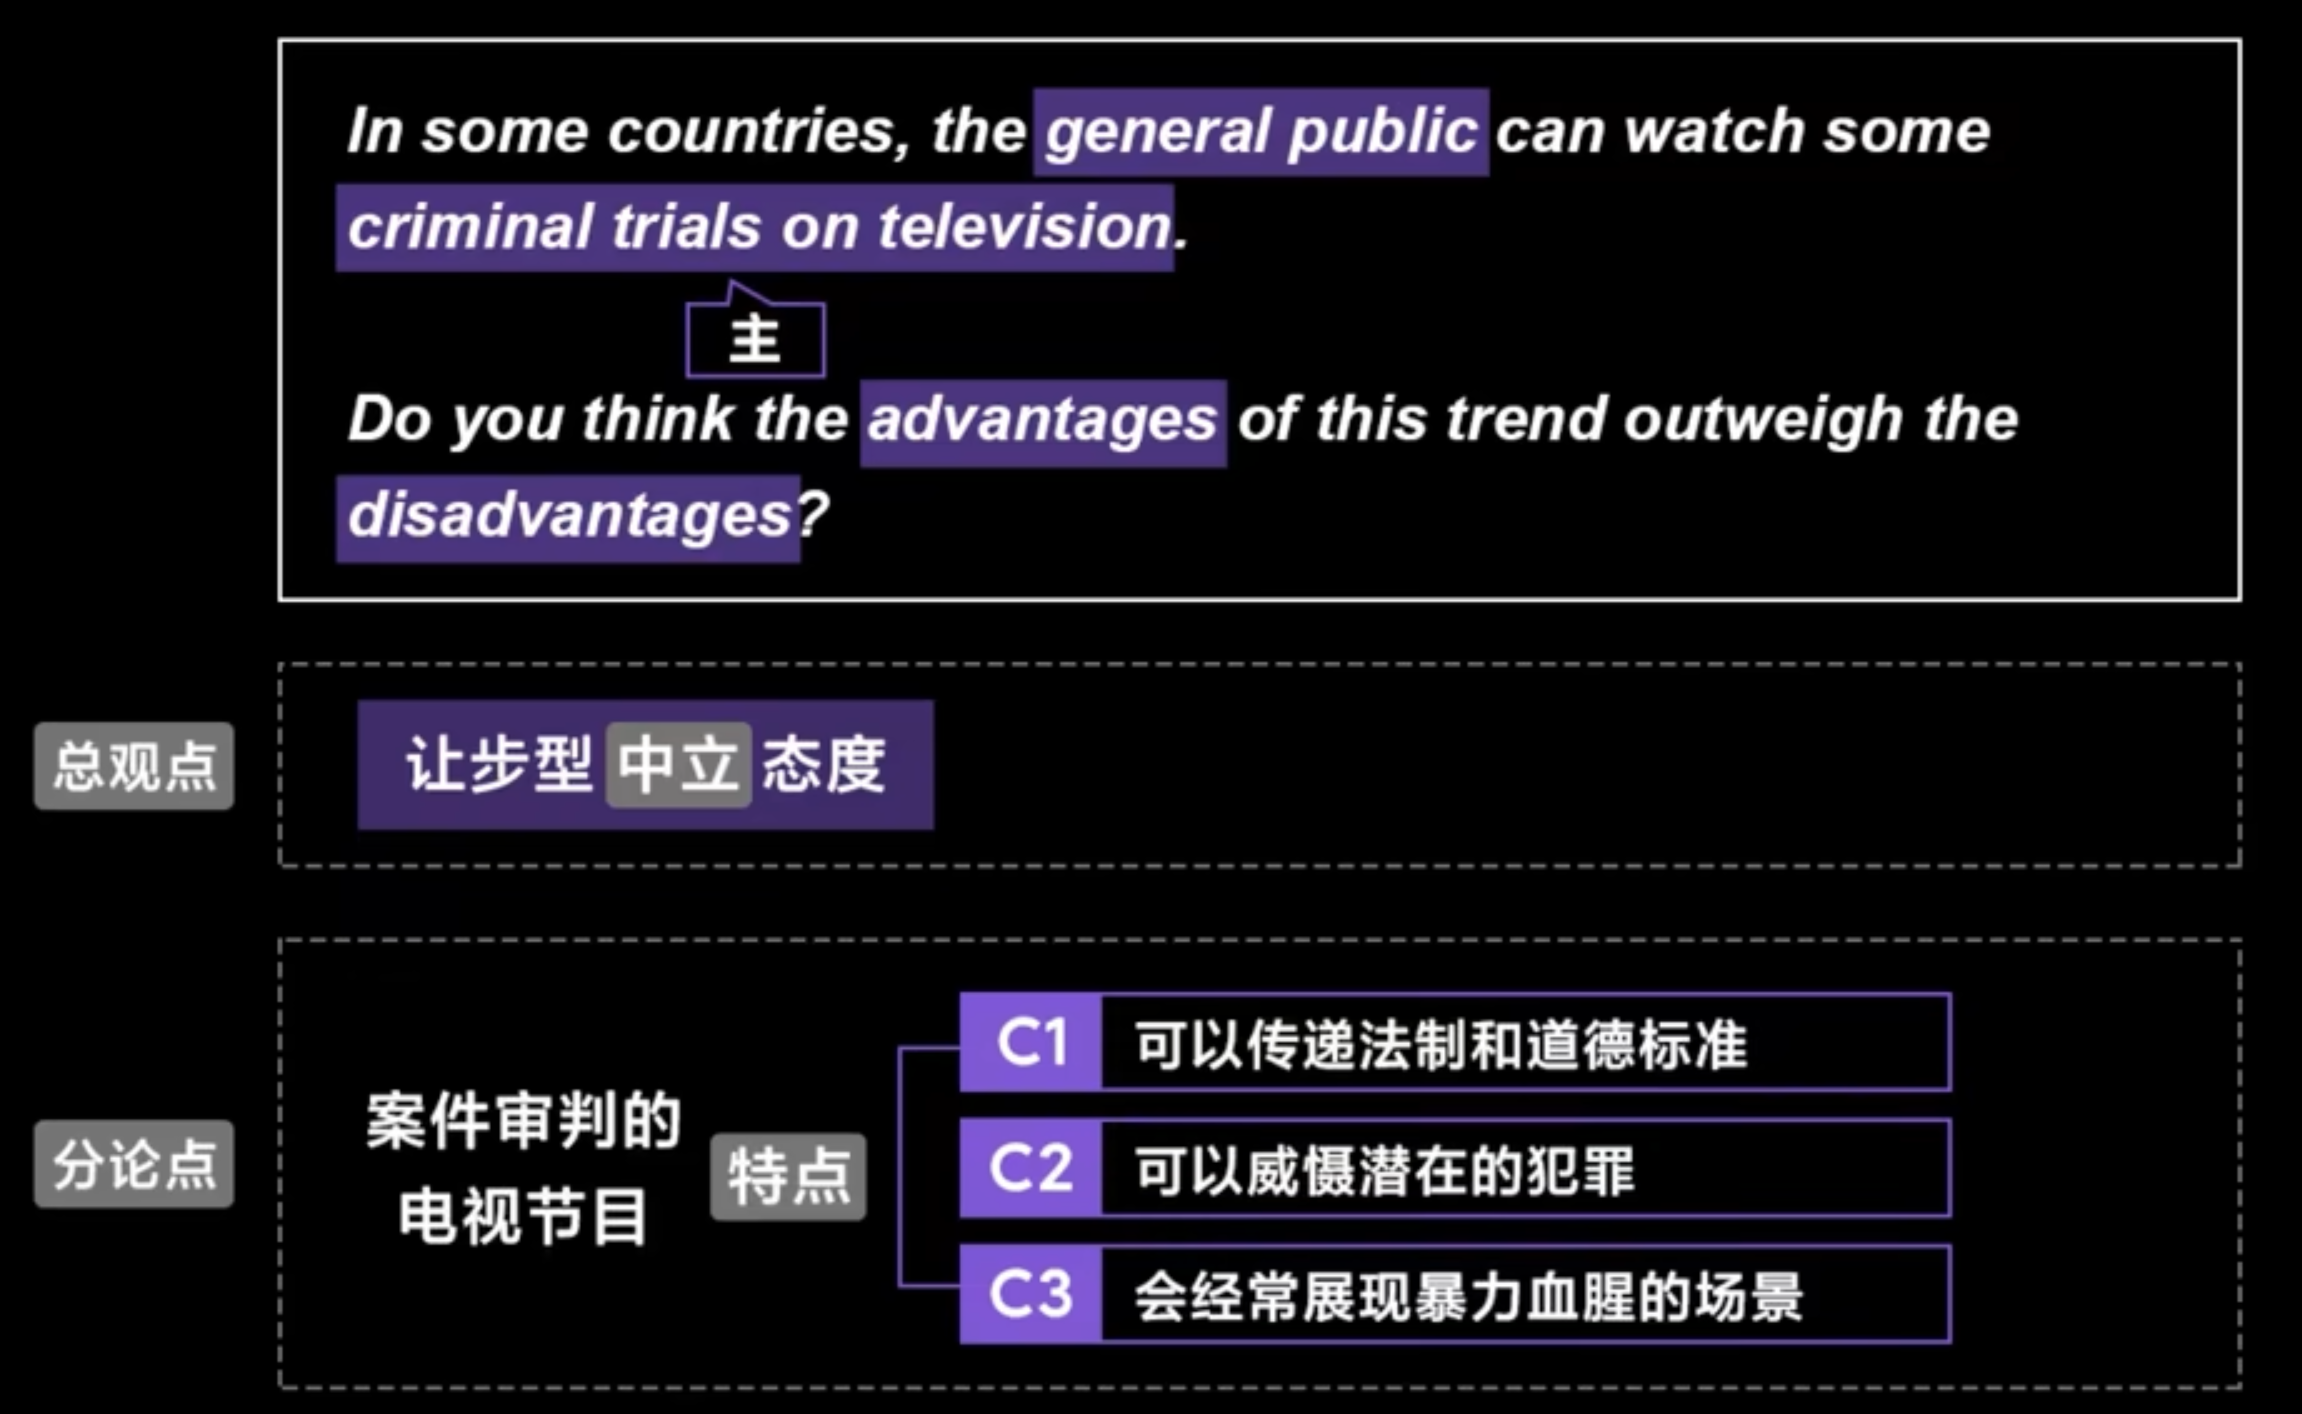 In some countries, the general public can watch some
criminal trials on television.
主
Do you think the advantages of this trend outweigh the
disadvantages?
总观点
让步型 中立 态度
分论点
案件审判的
电视节目
特点
C1 可以传递法制和道德标准
C2 可以威慑潜在的犯罪
C3 会经常展现暴力血腥的场景